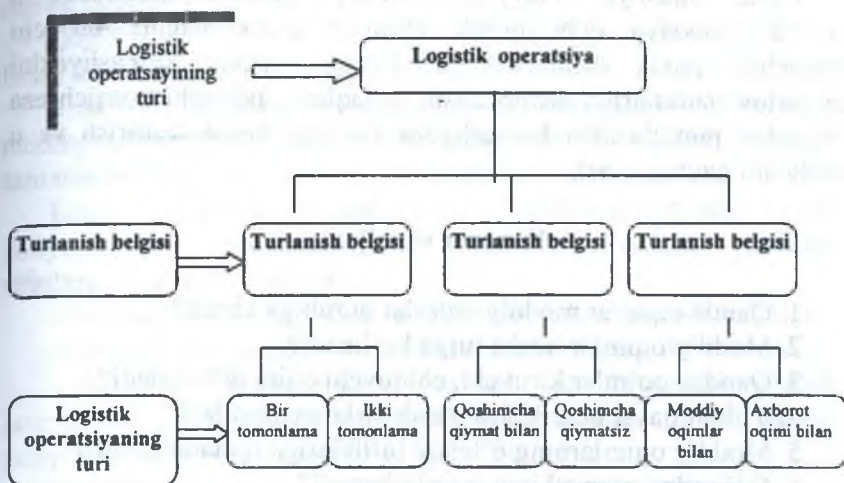 Logistik
operatsayining
turi
Logistik operatsiya
Turlanish belgisi
Turlanish belgisi
Turlanish belgisi
Turlanish belgisi
Logistik
operatsiyaning
turi
Bir
tomonlama
Ikki
tomonlama
Qoshimcha
qiymat bilan
Qoshimcha
qiymatsiz
Moddiy
oqimlar
bilan
Axborot
oqimi bilan